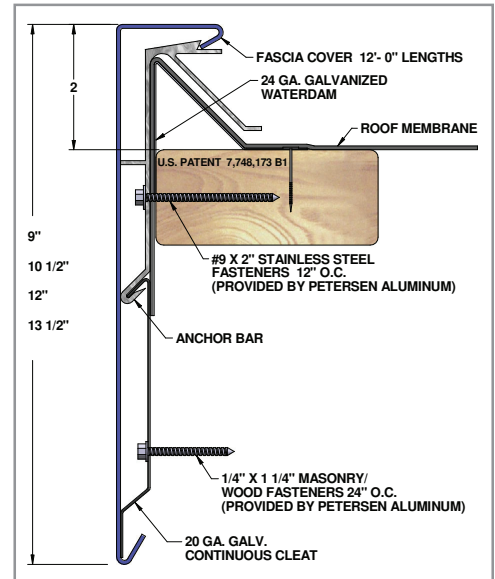 FASCIA COVER 12'- 0" LENGTHS
2
24 GA. GALVANIZED
WATERDAM
ROOF MEMBRANE
U.S. PATENT 7,748,173 B1
9"
10 1/2"
12"
13 1/2"
#9 X 2" STAINLESS STEEL
FASTENERS 12" O.C.
(PROVIDED BY PETERSEN ALUMINUM)
ANCHOR BAR
1/4" X 1 1/4" MASONRY/
WOOD FASTENERS 24" O.C.
(PROVIDED BY PETERSEN ALUMINUM)
20 GA. GALV.
CONTINUOUS CLEAT